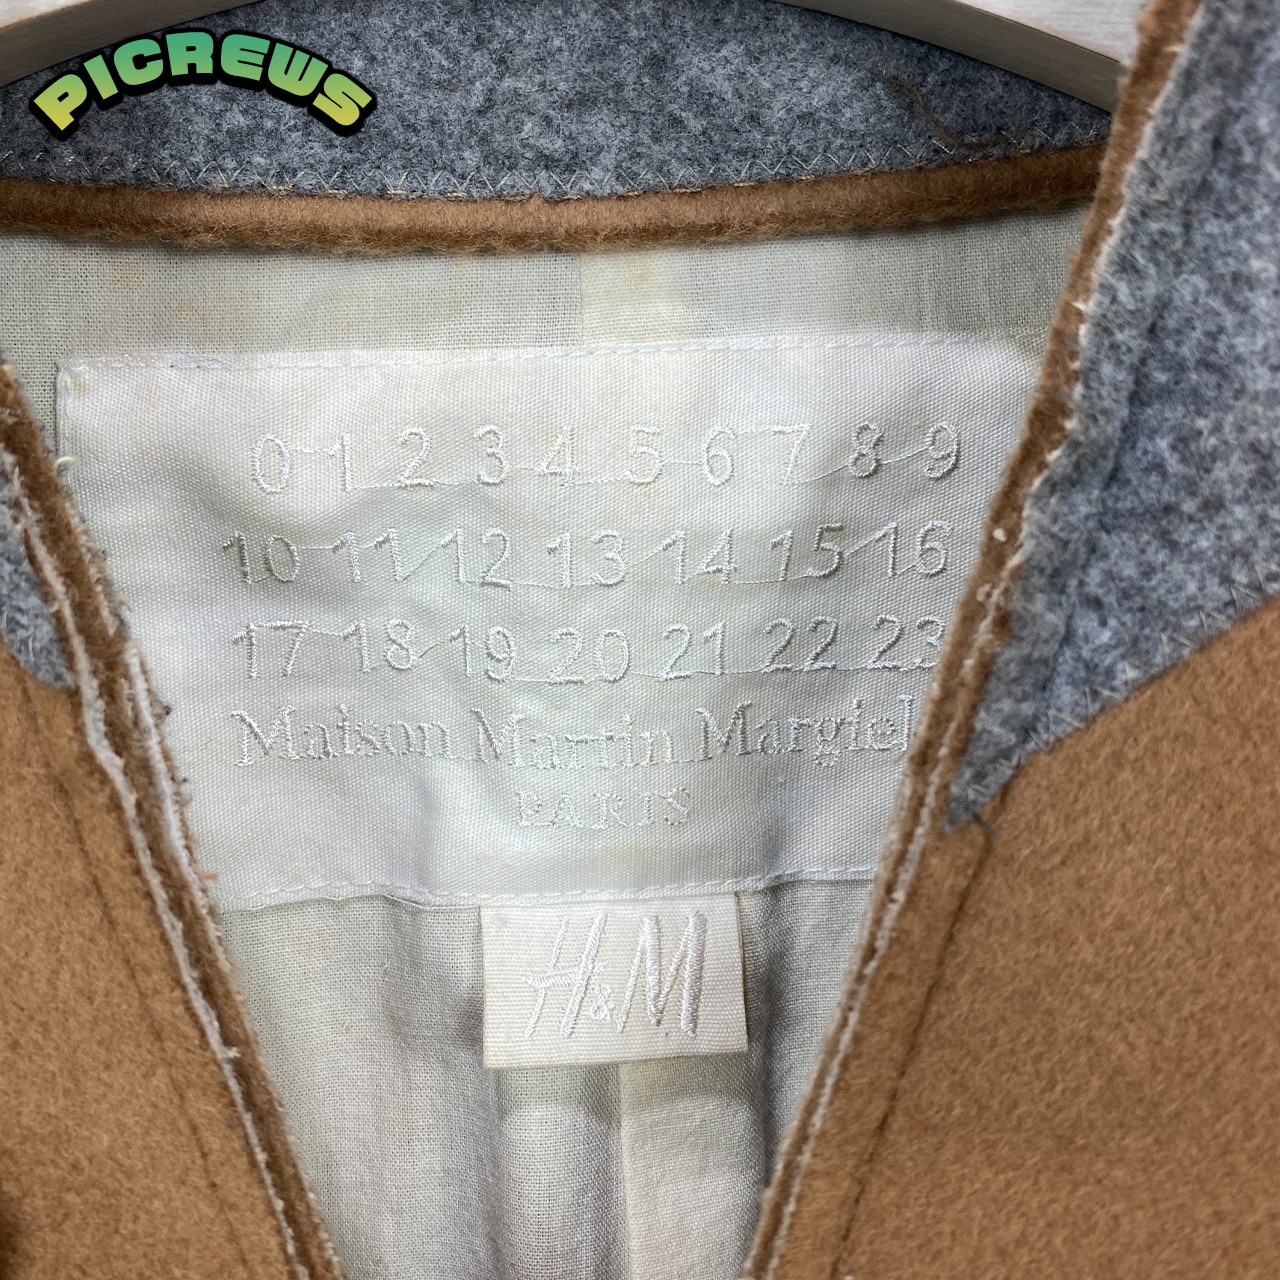 PICREWS
0 1 2 3 4 5 6 7 8 9
10 11 12 13 14 15 16
17 18 19 20 21 22 23
Maison Martin Margiel
PARIS
H&M